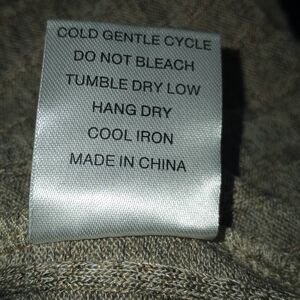 COLD GENTLE CYCLE
DO NOT BLEACH
TUMBLE DRY LOW
HANG DRY
COOL IRON
MADE IN CHINA